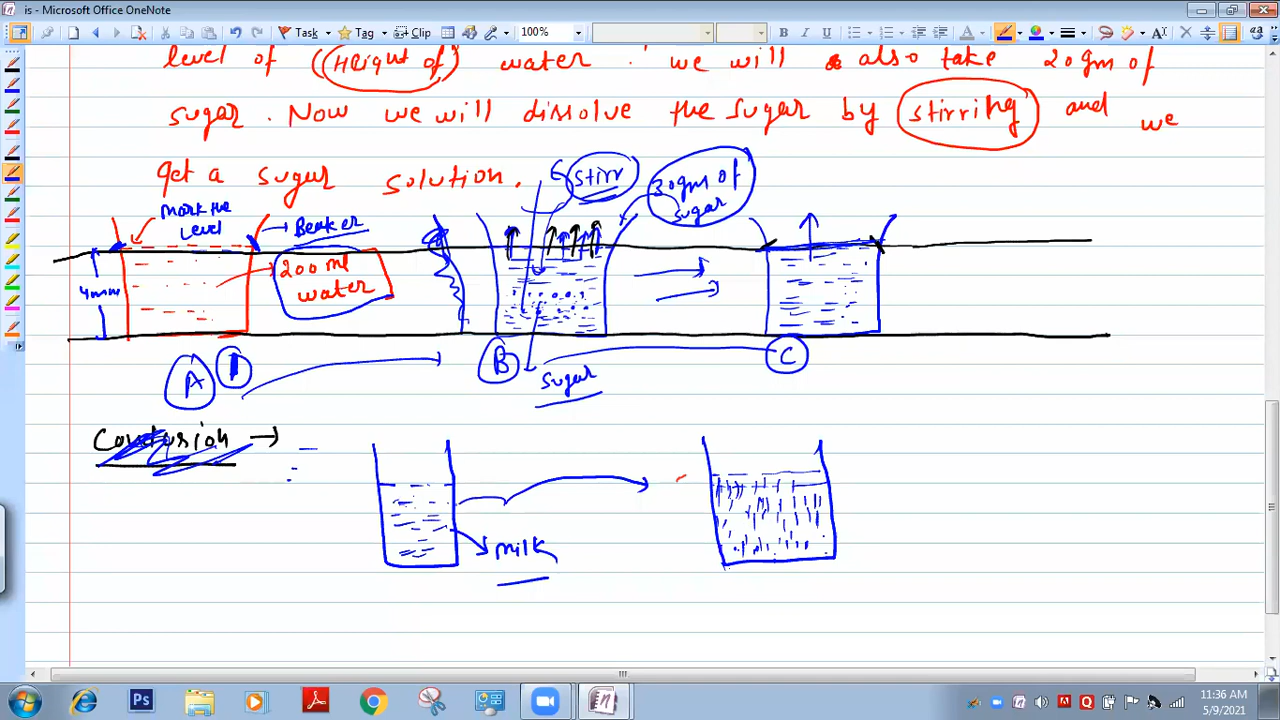 is - Microsoft Office OneNote
Task Tag Clip 100%
level of (Height of) water. we will also take 20gm of
sugar. Now we will dissolve the sugar by stirring and we
get a sugar solution.
stirr
30gm of
sugar
Mark the
level
Beaker
200 ml
water
4mm
A
B
C
sugar
Conclusion →
milk
11:36 AM
5/9/2021